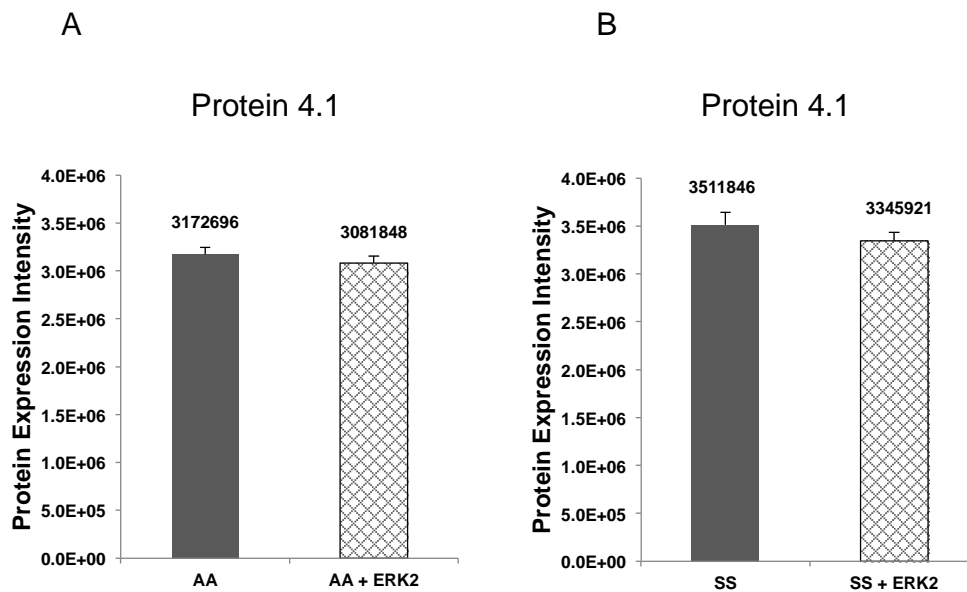 A
Protein 4.1
Protein Expression Intensity
4.0E+06
3.5E+06
3.0E+06
2.5E+06
2.0E+06
1.5E+06
1.0E+06
5.0E+05
0.0E+00
3172696
3081848
AA
AA + ERK2
B
Protein 4.1
Protein Expression Intensity
4.0E+06
3.5E+06
3.0E+06
2.5E+06
2.0E+06
1.5E+06
1.0E+06
5.0E+05
0.0E+00
3511846
3345921
SS
SS + ERK2